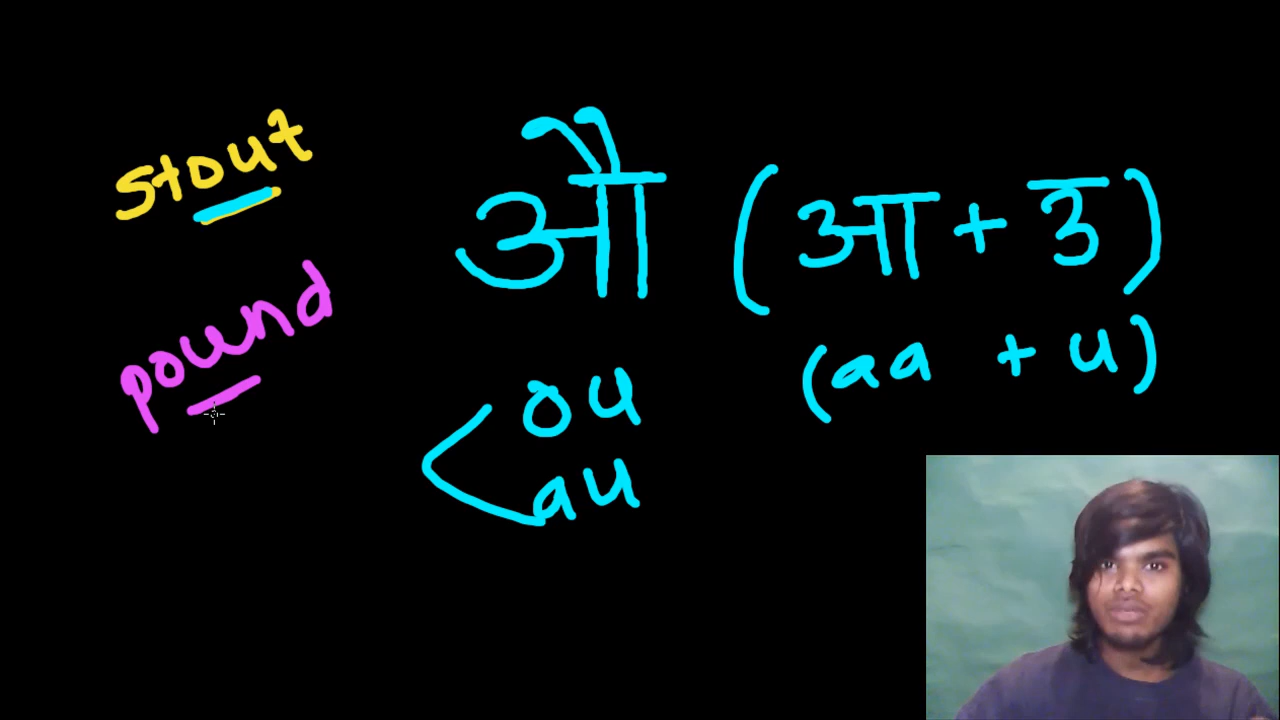 stout
औ (आ + उ)
pound
(aa + u)
ou
au